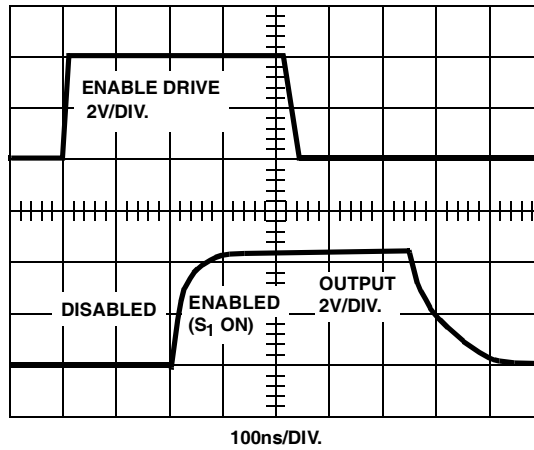 ENABLE DRIVE
2V/DIV.
DISABLED
ENABLED
(S1 ON)
OUTPUT
2V/DIV.
100ns/DIV.